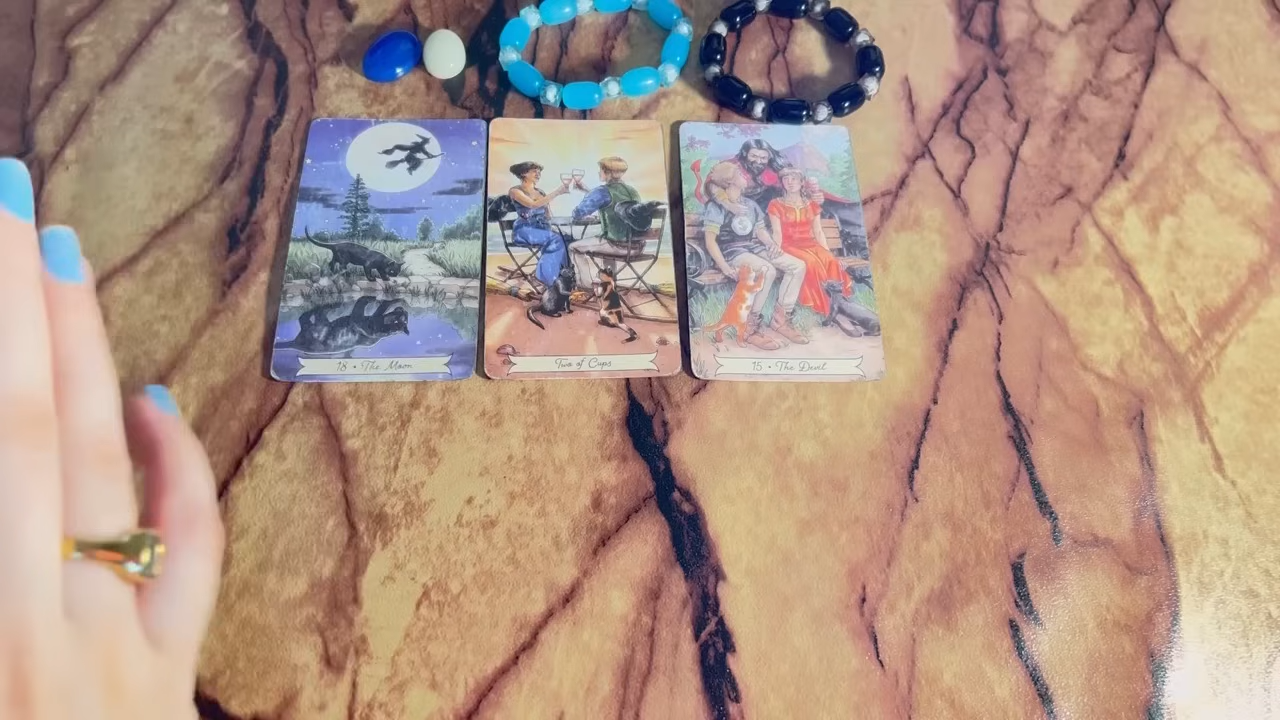 18 • The Moon
Two of Cups
15 • The Devil